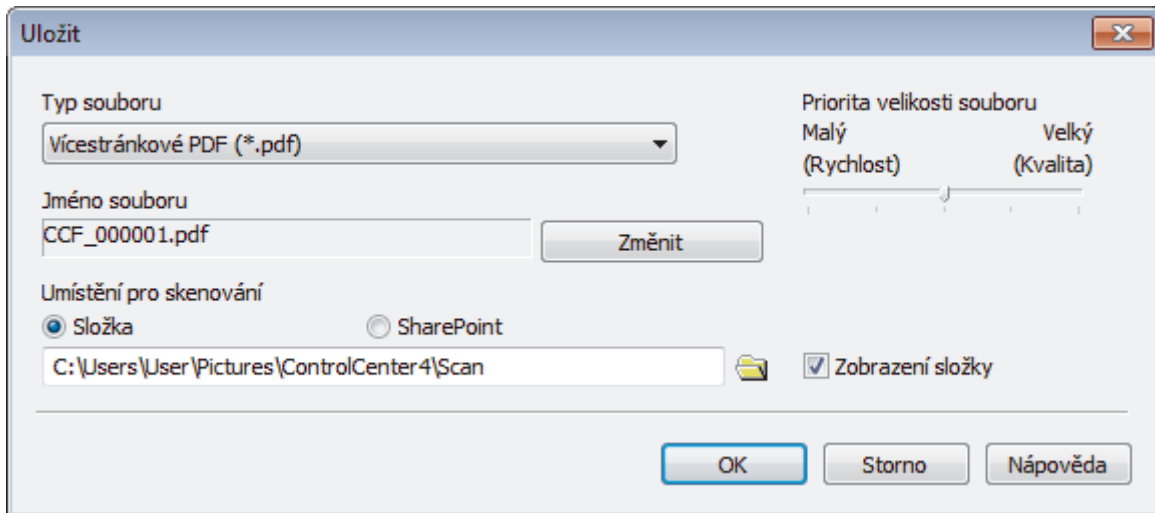 Uložit
Typ souboru
Vícestránkové PDF (*.pdf)
Priorita velikosti souboru
Malý Velký
(Rychlost) (Kvalita)
Jméno souboru
CCF_000001.pdf
Změnit
Umístění pro skenování
Složka SharePoint
C:\Users\User\Pictures\ControlCenter4\Scan
Zobrazení složky
OK Storno Nápověda